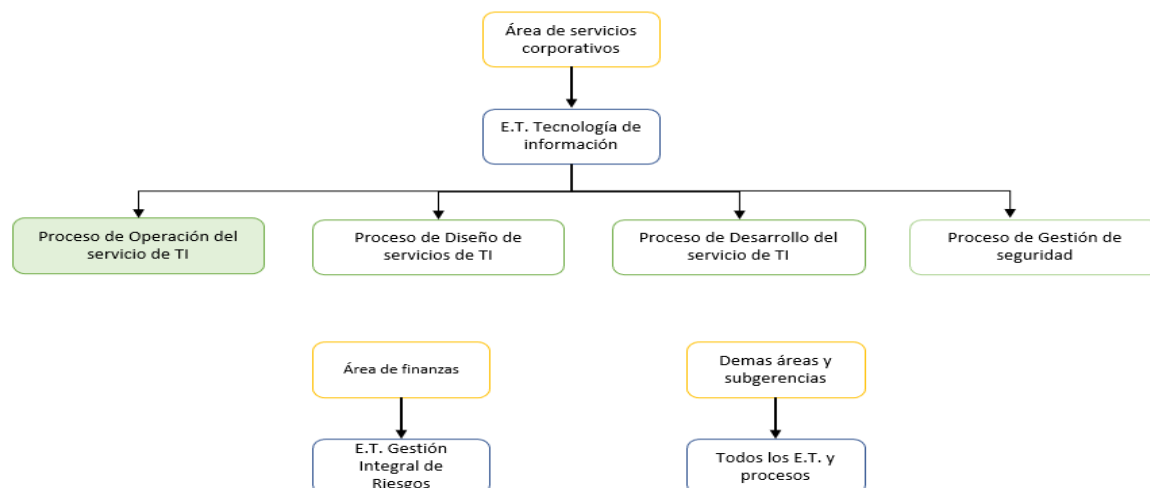 Área de servicios
corporativos
E.T. Tecnología de
información
Proceso de Operación del
servicio de TI
Proceso de Diseño de
servicios de TI
Proceso de Desarrollo del
servicio de TI
Proceso de Gestión de
seguridad
Área de finanzas
Demas áreas y
subgerencias
E.T. Gestión
Integral de
Riesgos
Todos los E.T. y
procesos